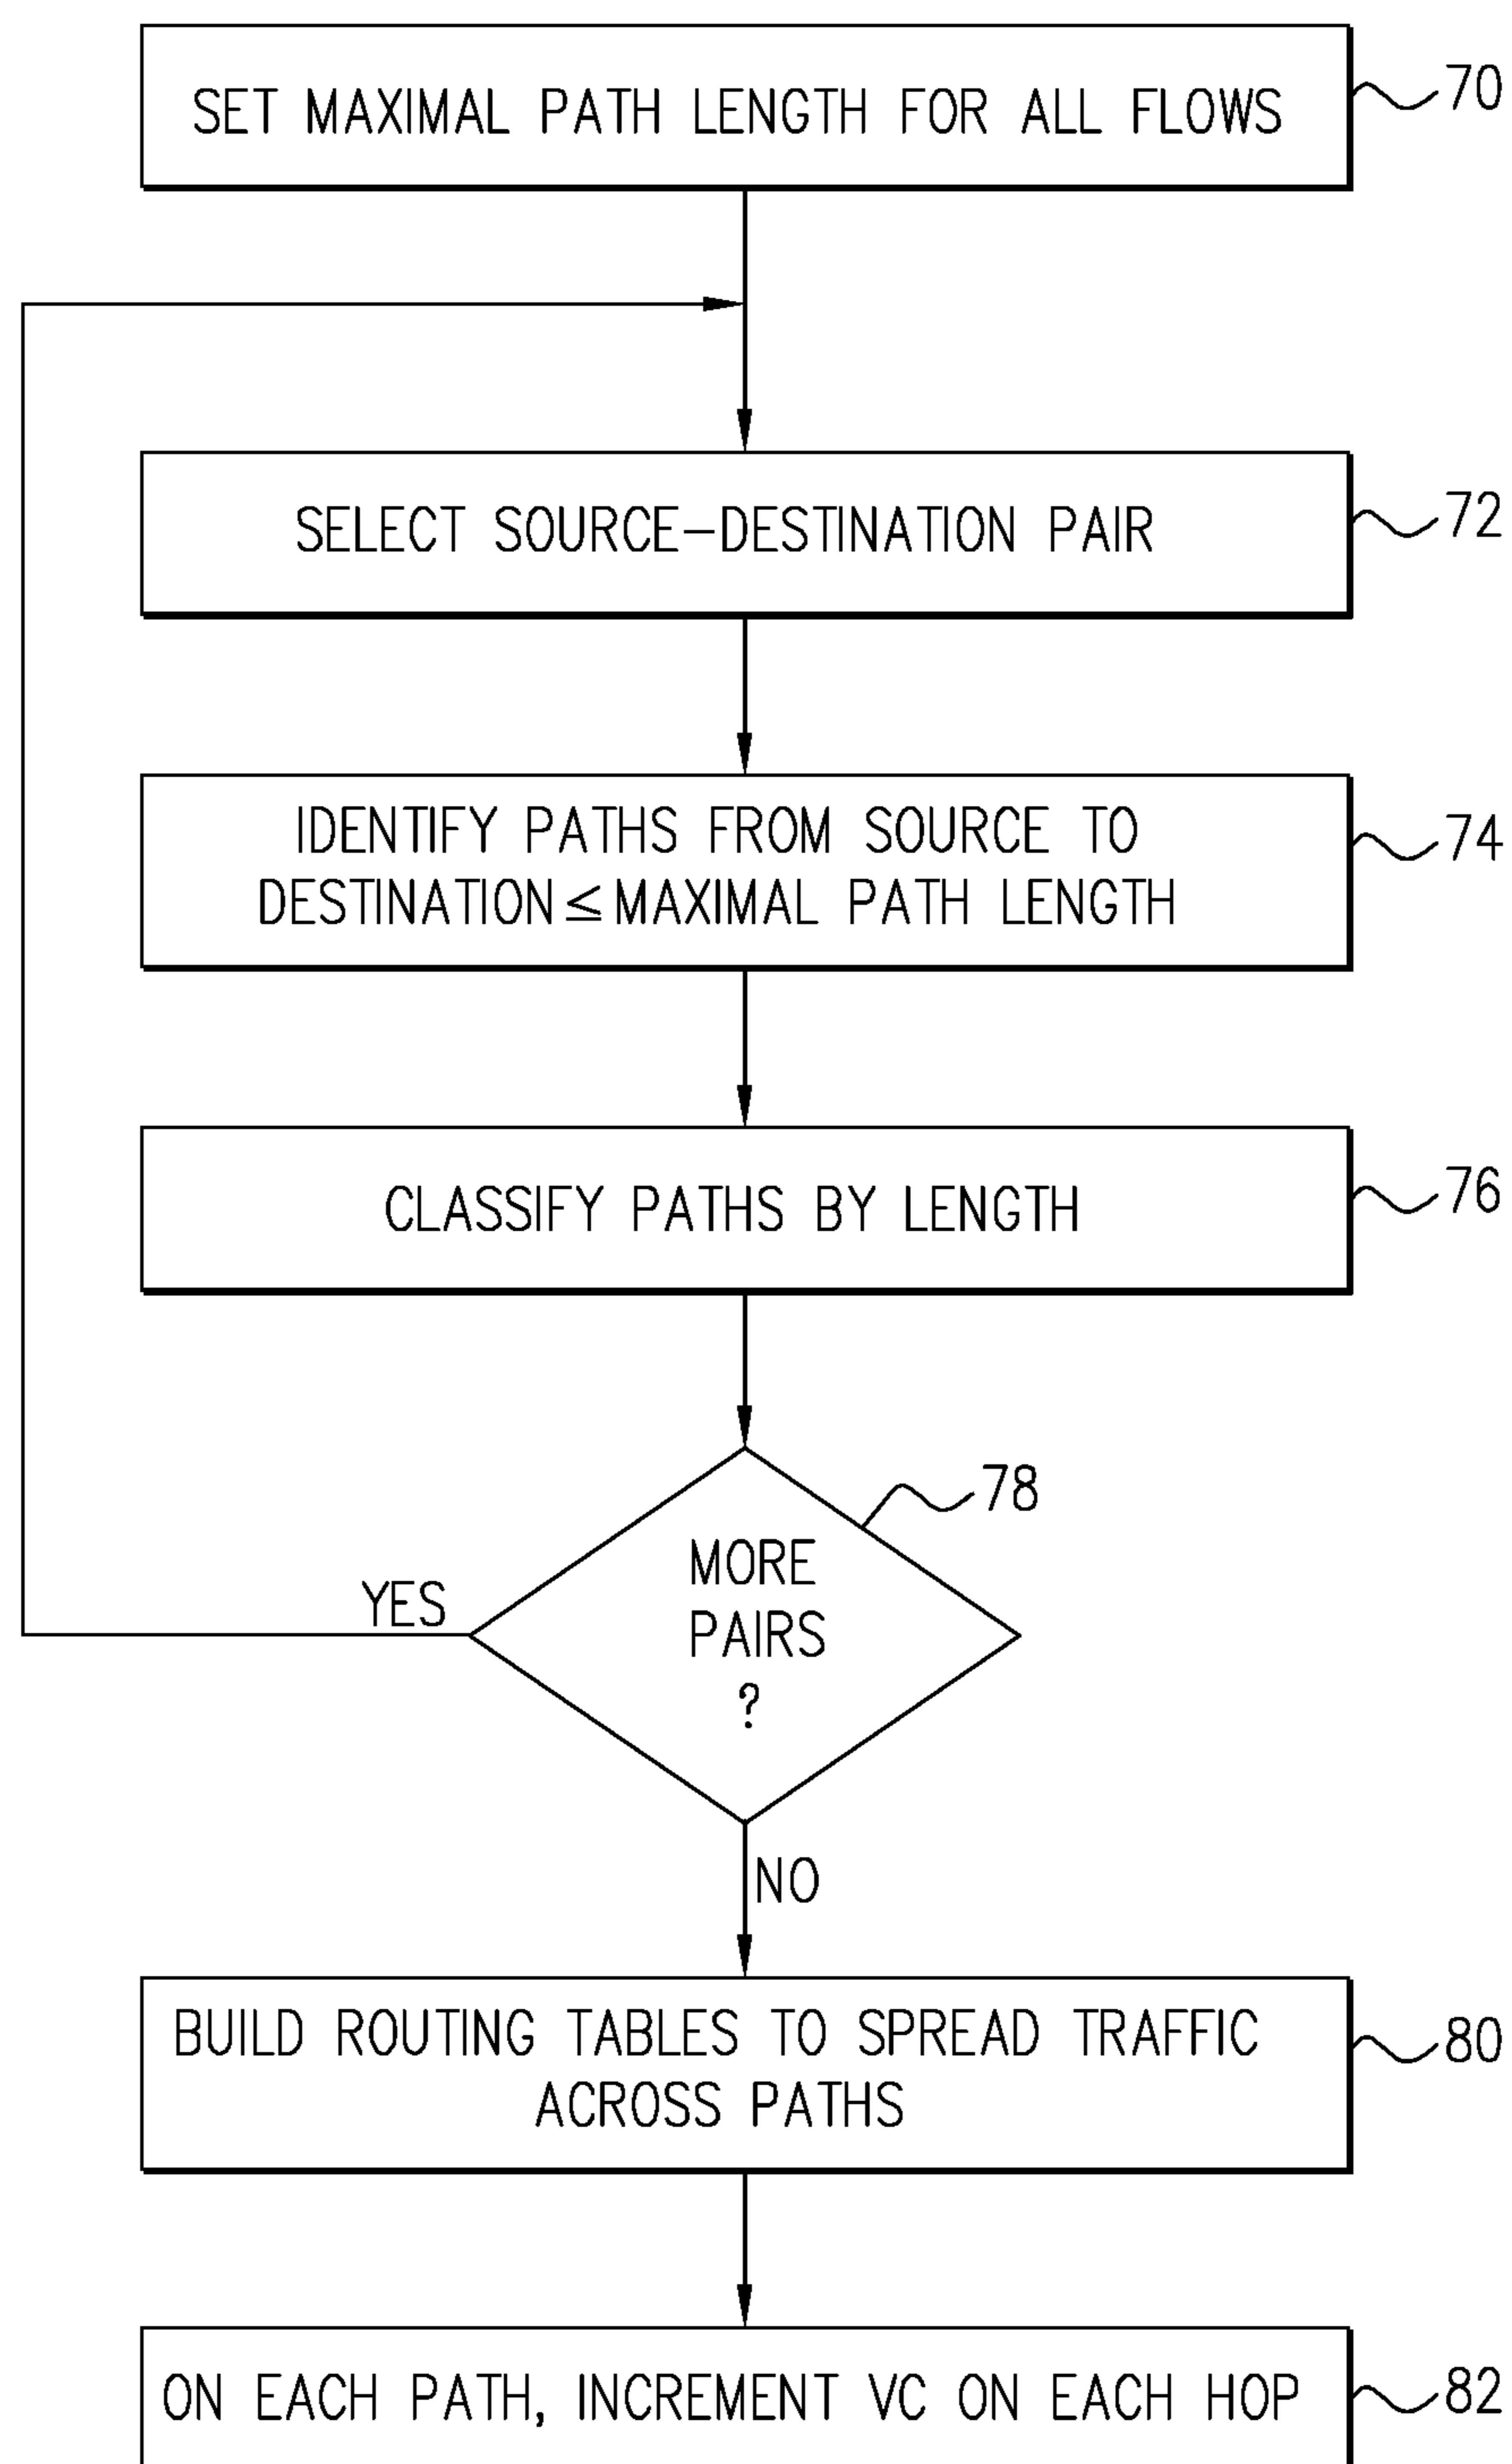 SET MAXIMAL PATH LENGTH FOR ALL FLOWS
70
SELECT SOURCE-DESTINATION PAIR
72
IDENTIFY PATHS FROM SOURCE TO
DESTINATION≤MAXIMAL PATH LENGTH
74
CLASSIFY PATHS BY LENGTH
76
78
MORE
PAIRS
?
YES
NO
BUILD ROUTING TABLES TO SPREAD TRAFFIC
ACROSS PATHS
80
ON EACH PATH, INCREMENT VC ON EACH HOP
82